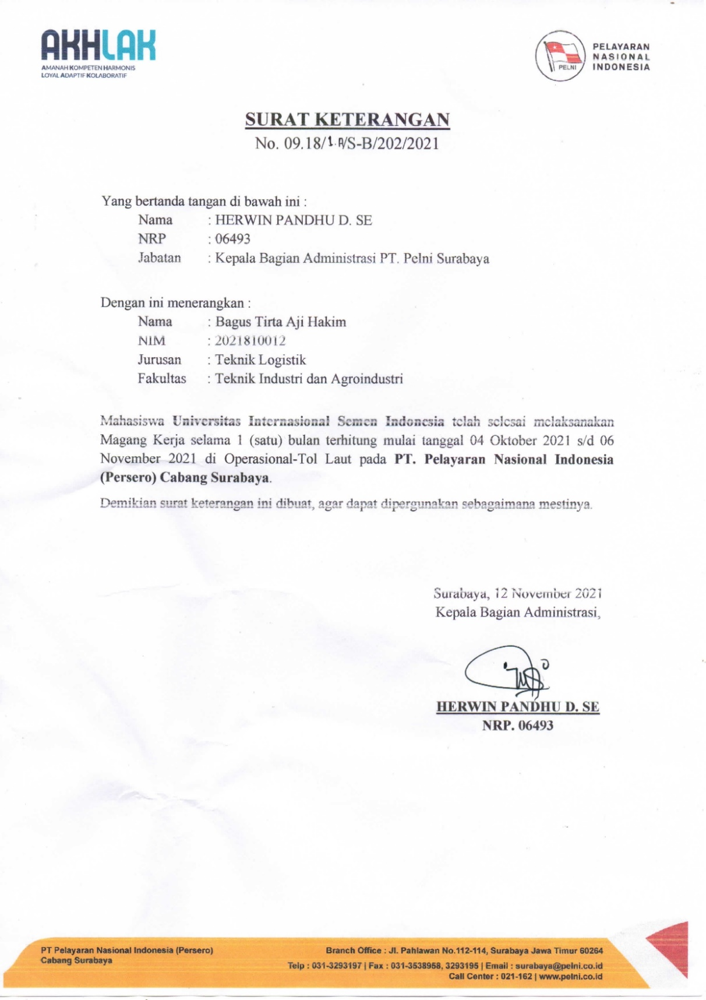 AKHLAK
AMANAH KOMPETEN HARMONIS
LOYAL ADAPTIF KOLABORATIF
PELNI
PELAYARAN
NASIONAL
INDONESIA
SURAT KETERANGAN
No. 09.18/1.A/S-B/202/2021
Yang bertanda tangan di bawah ini :
Nama : HERWIN PANDHU D. SE
NRP : 06493
Jabatan : Kepala Bagian Administrasi PT. Pelni Surabaya
Dengan ini menerangkan :
Nama : Bagus Tirta Aji Hakim
NIM : 2021810012
Jurusan : Teknik Logistik
Fakultas : Teknik Industri dan Agroindustri
Mahasiswa Universitas Internasional Semen Indonesia telah selesai melaksanakan
Magang Kerja selama 1 (satu) bulan terhitung mulai tanggal 04 Oktober 2021 s/d 06
November 2021 di Operasional-Tol Laut pada PT. Pelayaran Nasional Indonesia
(Persero) Cabang Surabaya.
Demikian surat keterangan ini dibuat, agar dapat dipergunakan sebagaimana mestinya.
Surabaya, 12 November 2021
Kepala Bagian Administrasi,
HERWIN PANDHU D. SE
NRP. 06493
PT Pelayaran Nasional Indonesia (Persero)
Cabang Surabaya
Branch Office : Jl. Pahlawan No.112-114, Surabaya Jawa Timur 60264
Telp : 031-3293197 | Fax : 031-3538958, 3293195 | Email : surabaya@pelni.co.id
Call Center : 021-162 | www.pelni.co.id